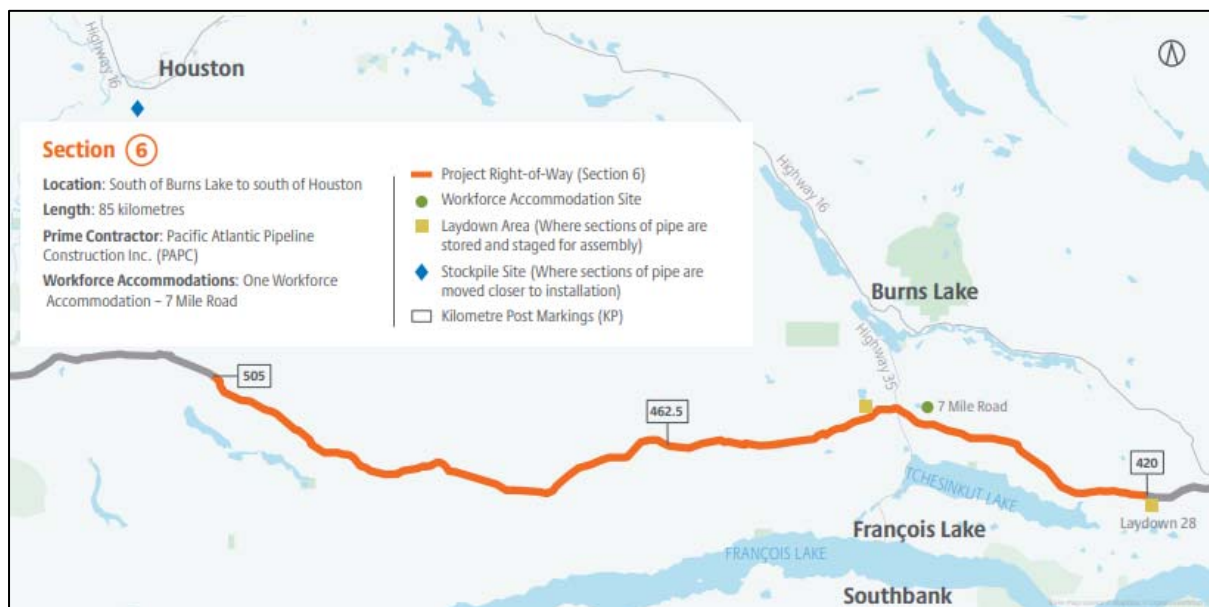 Highway 16
Houston
Section 6
Location: South of Burns Lake to south of Houston
Length: 85 kilometres
Prime Contractor: Pacific Atlantic Pipeline
Construction Inc. (PAPC)
Workforce Accommodations: One Workforce
Accommodation – 7 Mile Road
Project Right-of-Way (Section 6)
Workforce Accommodation Site
Laydown Area (Where sections of pipe are
stored and staged for assembly)
Stockpile Site (Where sections of pipe are
moved closer to installation)
Kilometre Post Markings (KP)
Highway 16
Burns Lake
Highway 35
505
462.5
7 Mile Road
420
TCHESINKUT LAKE
Laydown 28
François Lake
FRANÇOIS LAKE
Southbank